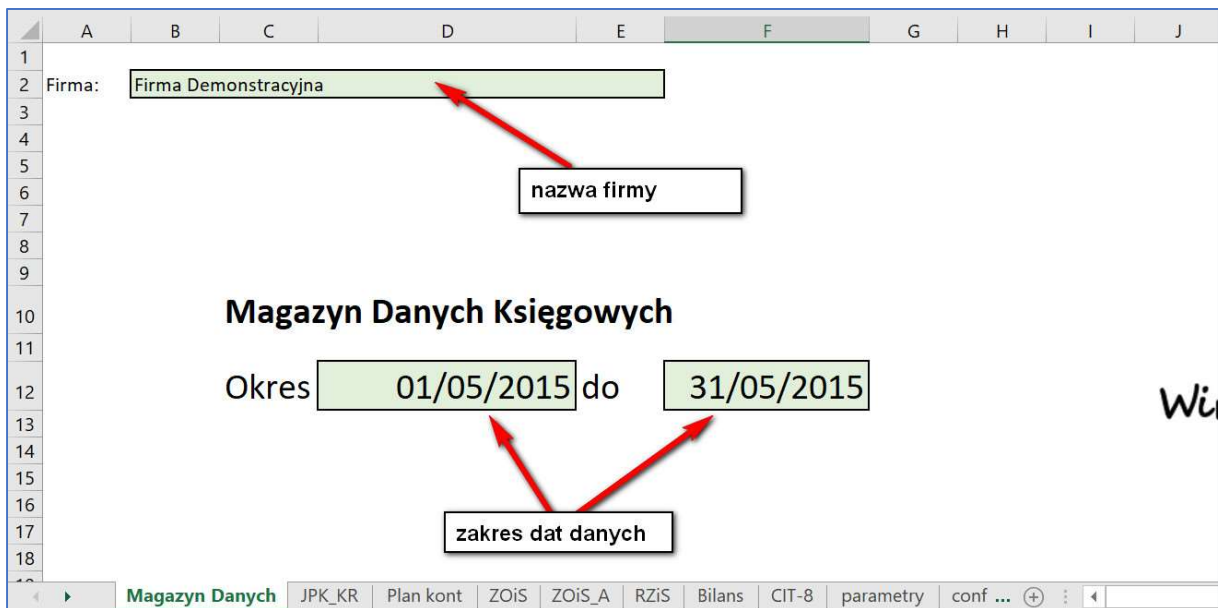 A B C D E F G H I J
1
2 Firma: Firma Demonstracyjna
3
4
5
6 nazwa firmy
7
8
9
10 Magazyn Danych Księgowych
11
12 Okres 01/05/2015 do 31/05/2015
13
14
15
16
17 zakres dat danych
18
Magazyn Danych JPK_KR Plan kont ZOiS ZOiS_A RZiS Bilans CIT-8 parametry conf ...